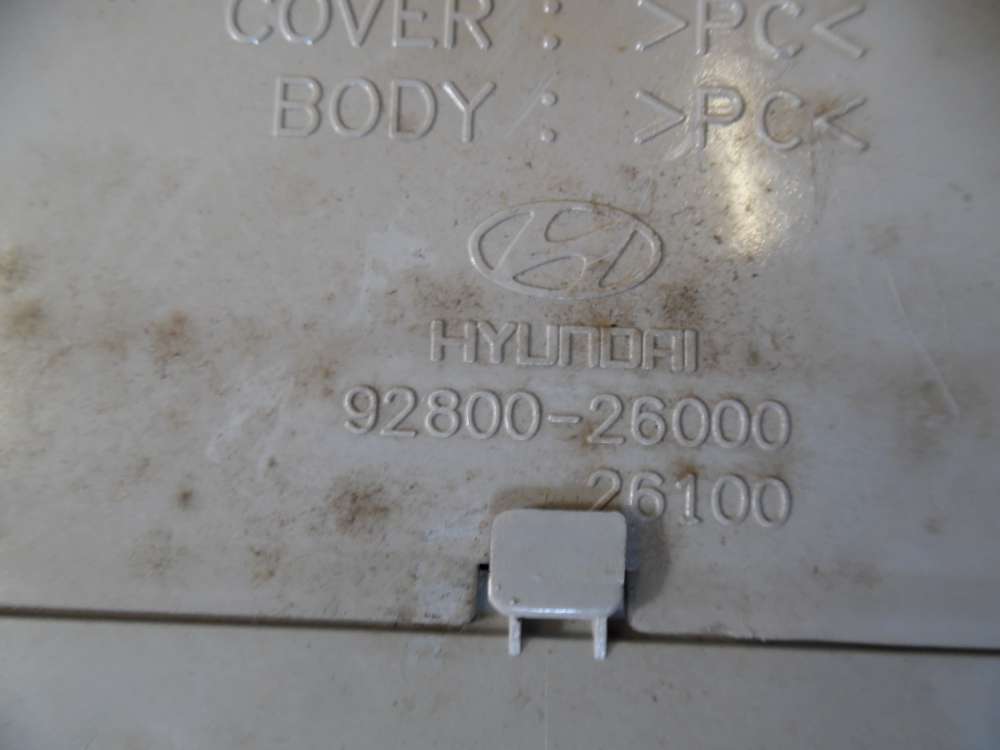 COVER : >PC<
BODY : >PC<
HYUNDAI
92800-26000
26100